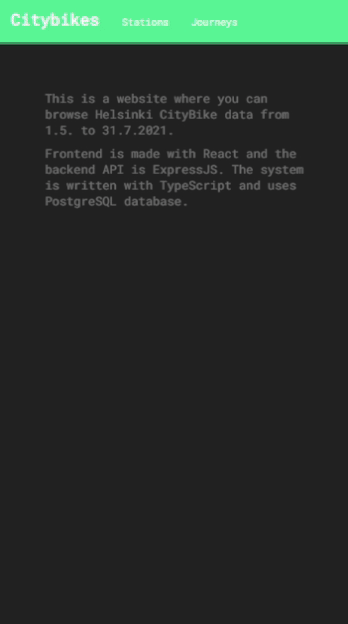 Citybikes Stations Journeys
This is a website where you can
browse Helsinki CityBike data from
1.5. to 31.7.2021.
Frontend is made with React and the
backend API is ExpressJS. The system
is written with TypeScript and uses
PostgreSQL database.